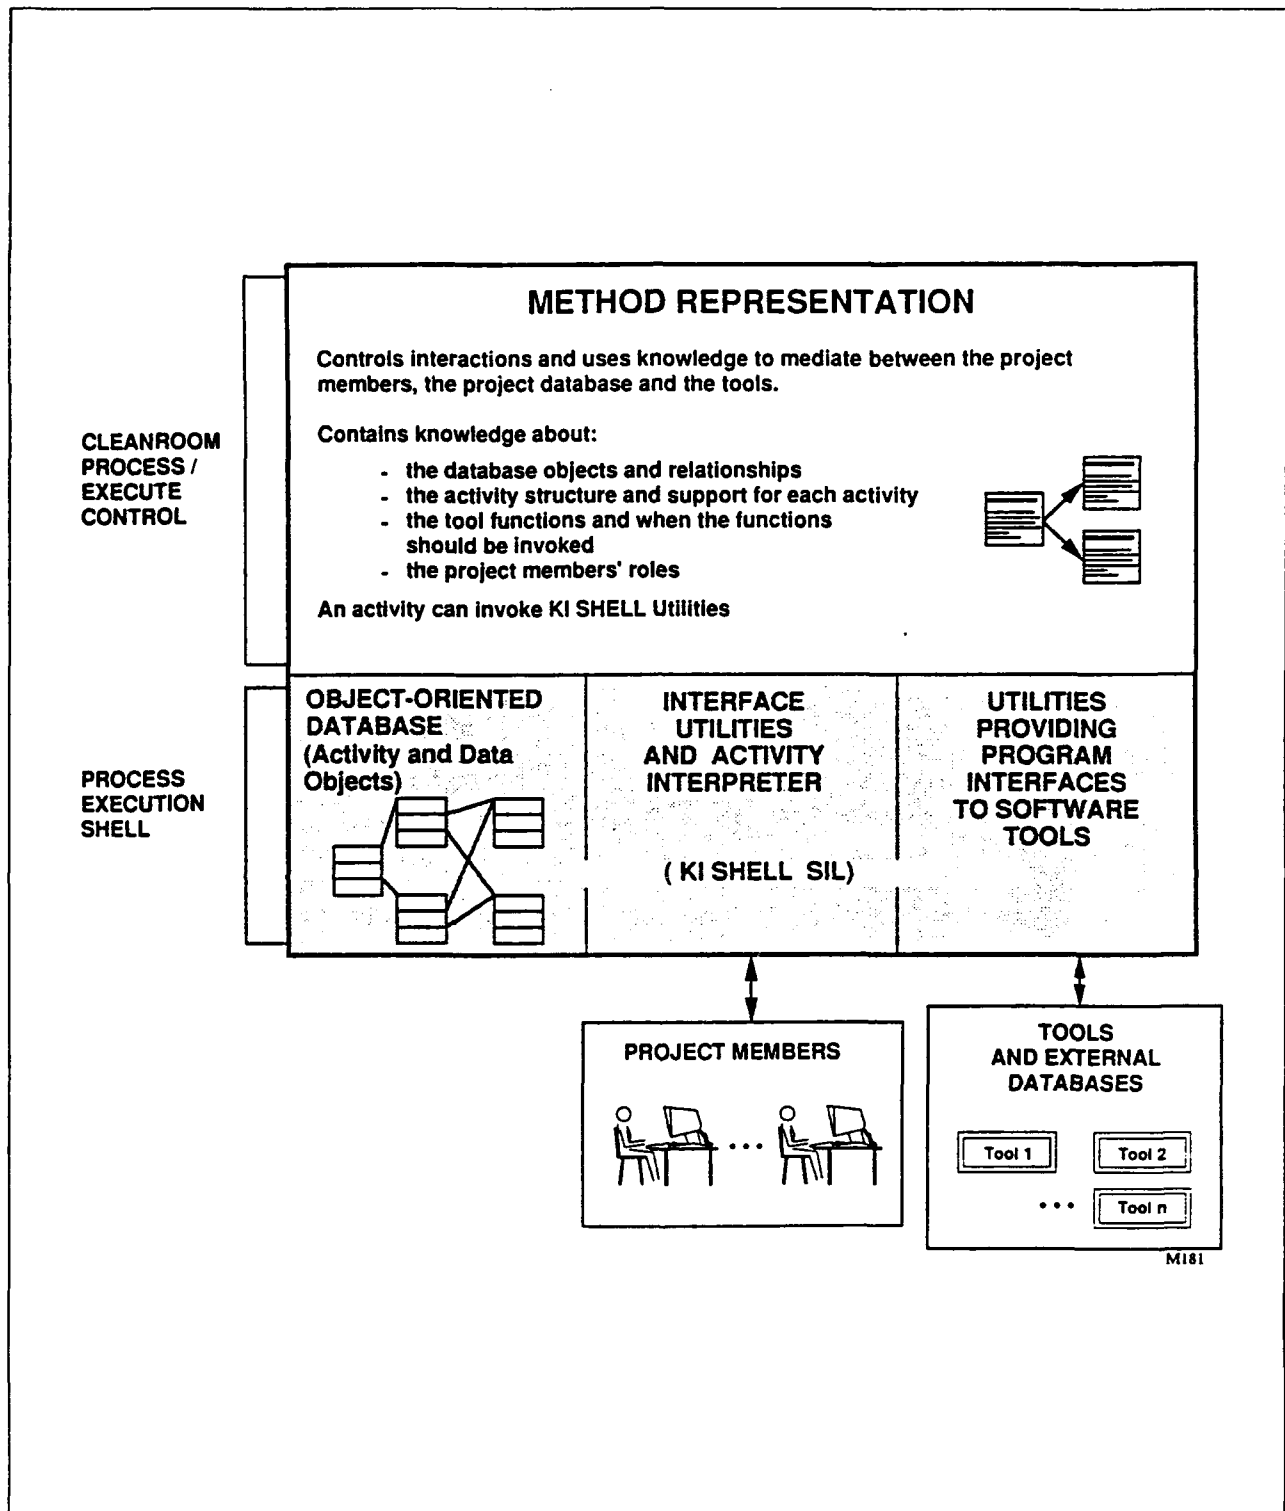 METHOD REPRESENTATION
Controls interactions and uses knowledge to mediate between the project
members, the project database and the tools.
Contains knowledge about:
- the database objects and relationships
- the activity structure and support for each activity
- the tool functions and when the functions
should be invoked
- the project members' roles
An activity can invoke KI SHELL Utilities
CLEANROOM
PROCESS /
EXECUTE
CONTROL
PROCESS
EXECUTION
SHELL
OBJECT-ORIENTED
DATABASE
(Activity and Data
Objects)
INTERFACE
UTILITIES
AND ACTIVITY
INTERPRETER
( KI SHELL SIL)
UTILITIES
PROVIDING
PROGRAM
INTERFACES
TO SOFTWARE
TOOLS
PROJECT MEMBERS
TOOLS
AND EXTERNAL
DATABASES
Tool 1
Tool 2
Tool n
M181